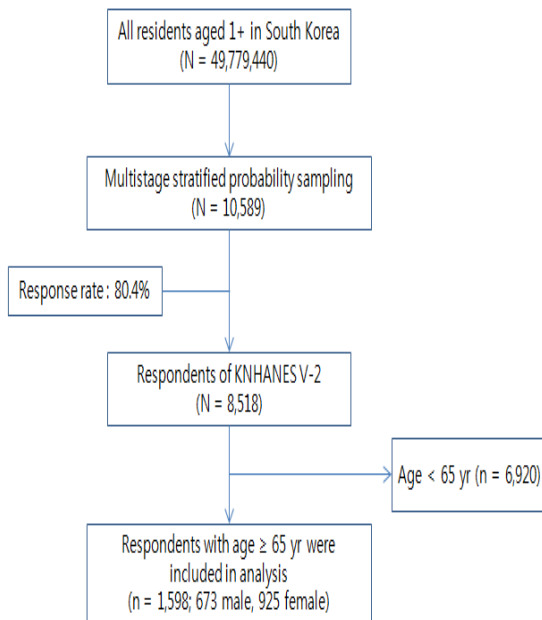 All residents aged 1+ in South Korea
(N = 49,779,440)
Multistage stratified probability sampling
(N = 10,589)
Response rate : 80.4%
Respondents of KNHANES V-2
(N = 8,518)
Age < 65 yr (n = 6,920)
Respondents with age ≥ 65 yr were
included in analysis
(n = 1,598; 673 male, 925 female)